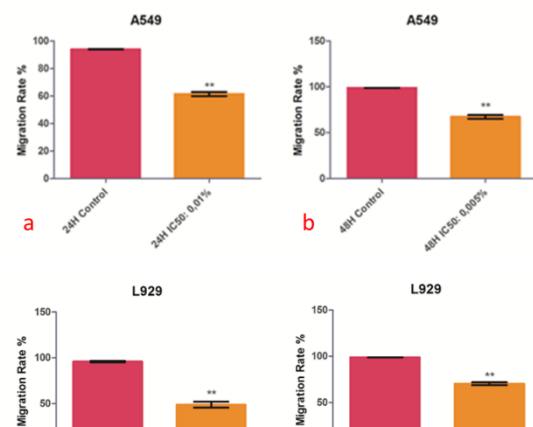 A549
Migration Rate %
100
80
60
40
20
0
**
24H Control
24H IC50: 0,01%
a
A549
Migration Rate %
150
100
50
0
**
48H Control
48H IC50: 0,005%
b
L929
Migration Rate %
150
100
50
**
L929
Migration Rate %
150
100
50
**